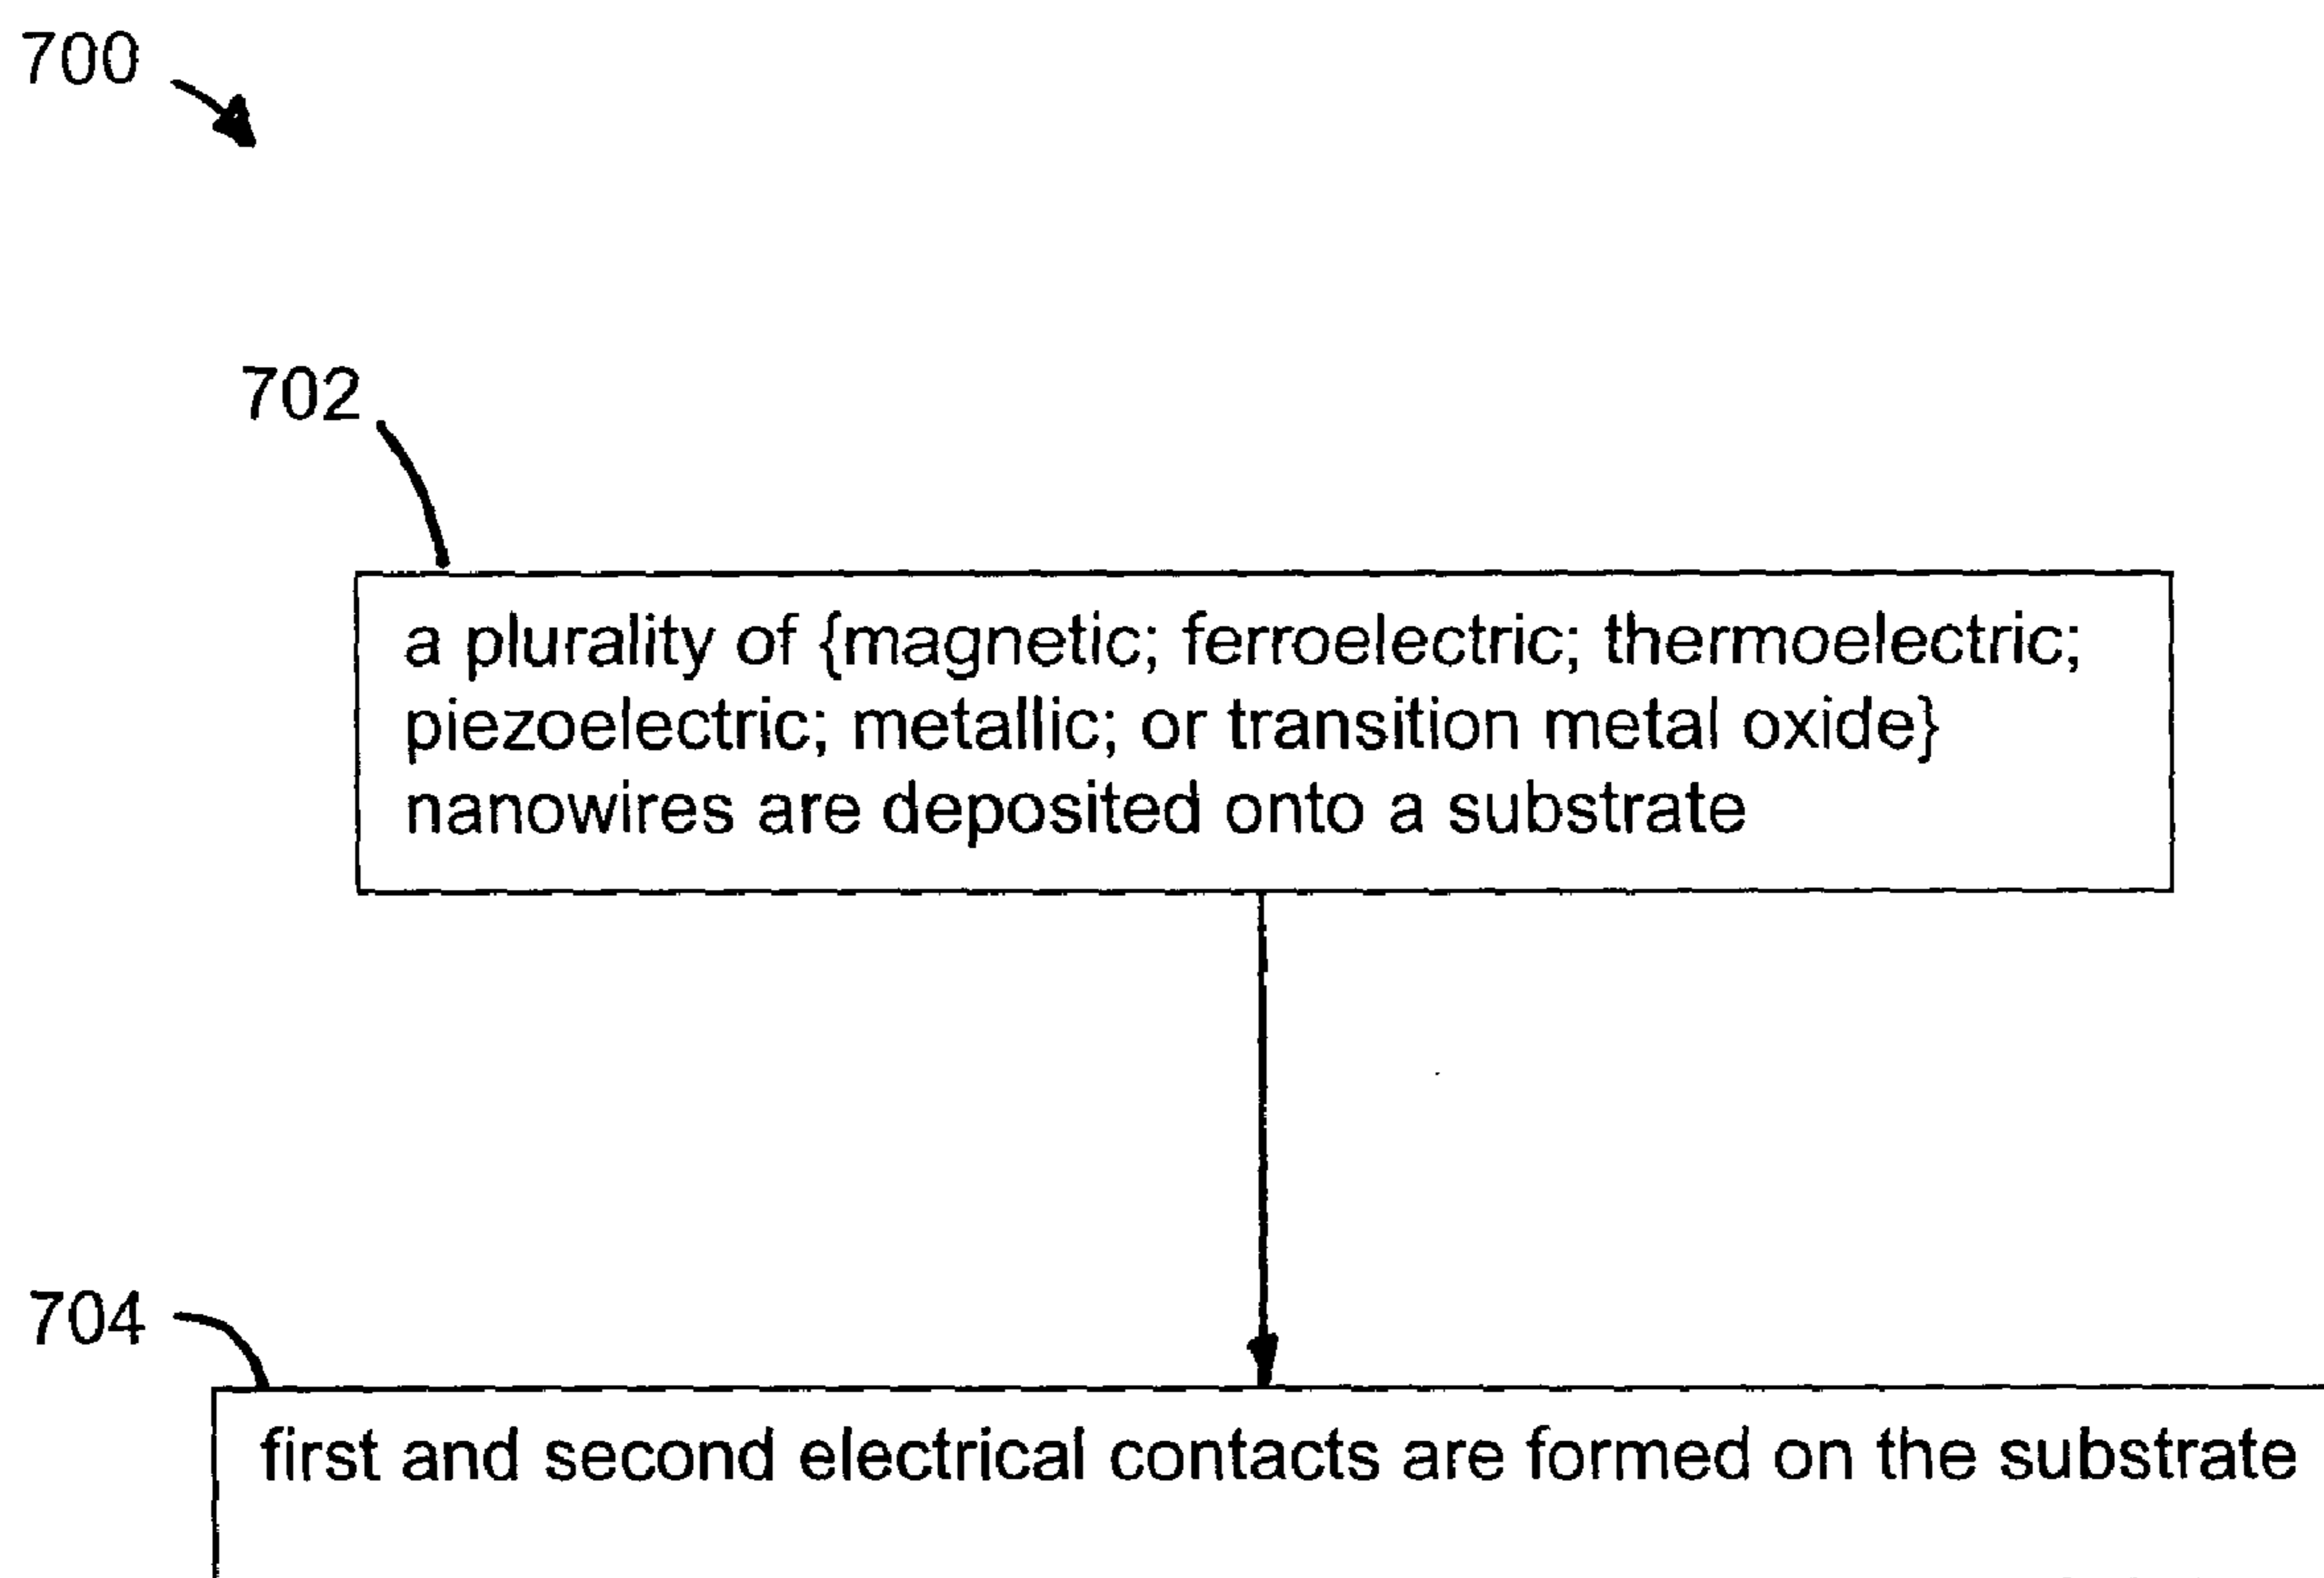 700
702
a plurality of {magnetic; ferroelectric; thermoelectric;
piezoelectric; metallic; or transition metal oxide}
nanowires are deposited onto a substrate
704
first and second electrical contacts are formed on the substrate